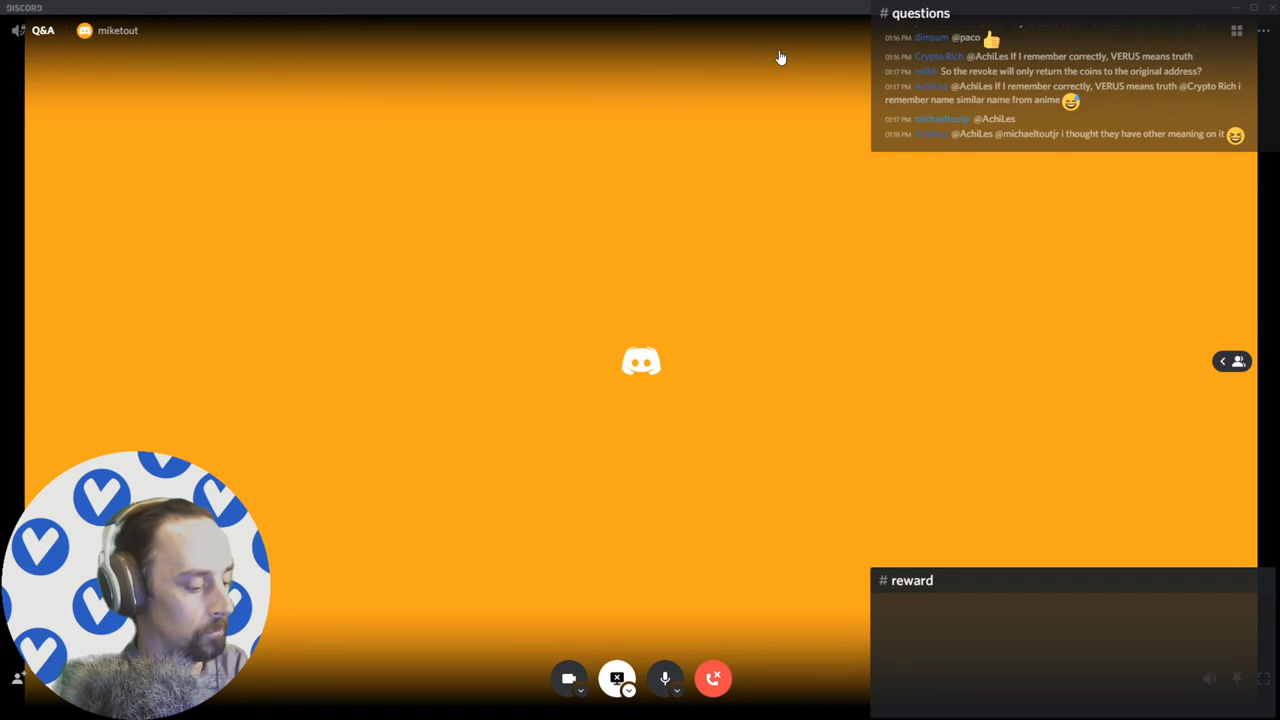 DISCORD
Q&A
miketout
# questions
01:16 PM dimsum @paco
01:16 PM Crypto Rich @AchiLes If I remember correctly, VERUS means truth
01:17 PM So the revoke will only return the coins to the original address?
01:17 PM AchiLes @AchiLes If I remember correctly, VERUS means truth @Crypto Rich i
remember name similar name from anime
01:17 PM michaeltoutjr @AchiLes
01:18 PM AchiLes @AchiLes @michaeltoutjr i thought they have other meaning on it
# reward